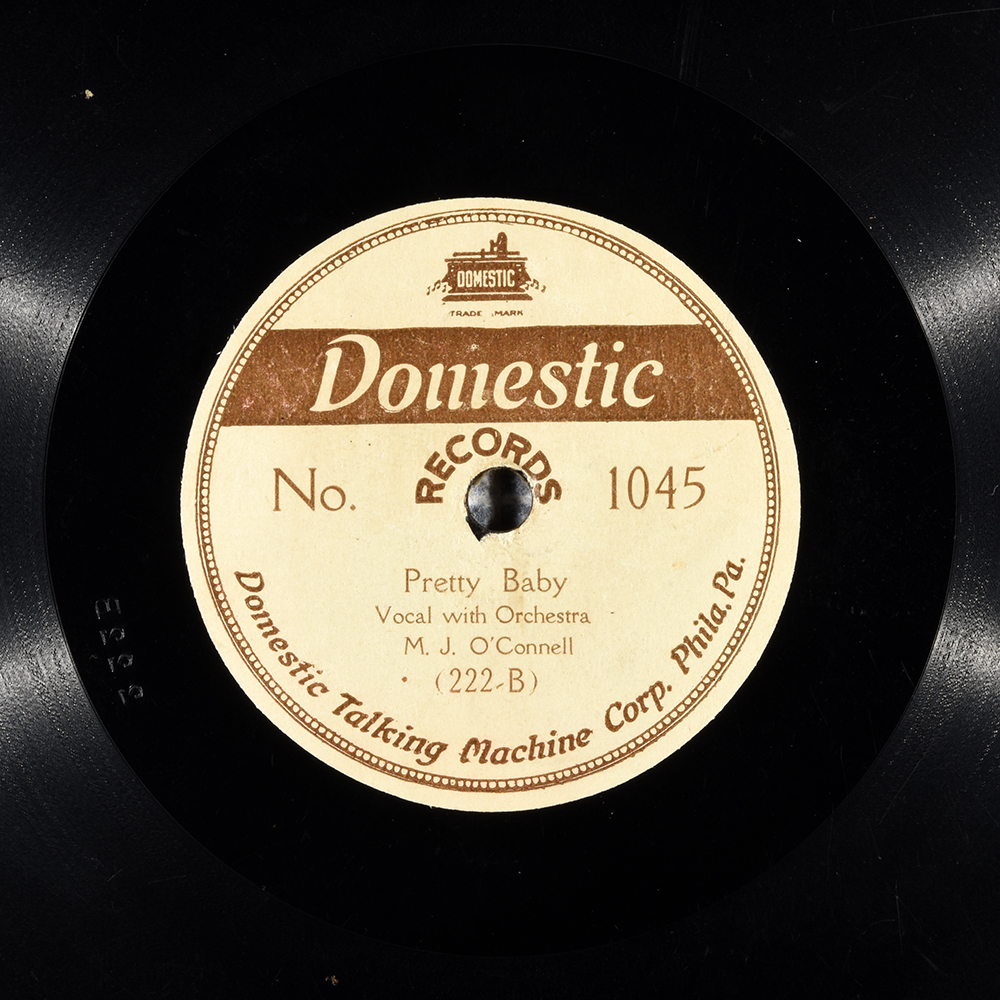 DOMESTIC
TRADE MARK
Domestic
RECORDS
No. 1045
Pretty Baby
Vocal with Orchestra
M. J. O'Connell
(222-B)
Domestic Talking Machine Corp. Phila. Pa.